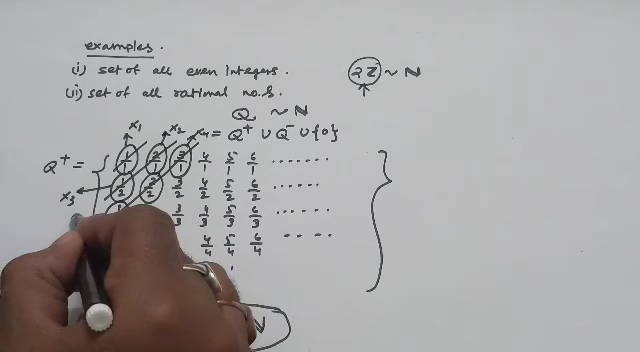 examples.
(i) set of all even integers.
2Z ~ N
(ii) set of all rational no.s.
Q ~ N
= Q⁺ ∪ Q⁻ ∪ {0}
x₁ x₂ x₄
Q⁺ = { 1/1 2/1 3/1 4/1 5/1 6/1 ...... }
x₃ 1/2 2/2 3/2 4/2 5/2 6/2 .....
3/3 4/3 5/3 6/3 ......
4/4 5/4 6/4 .....